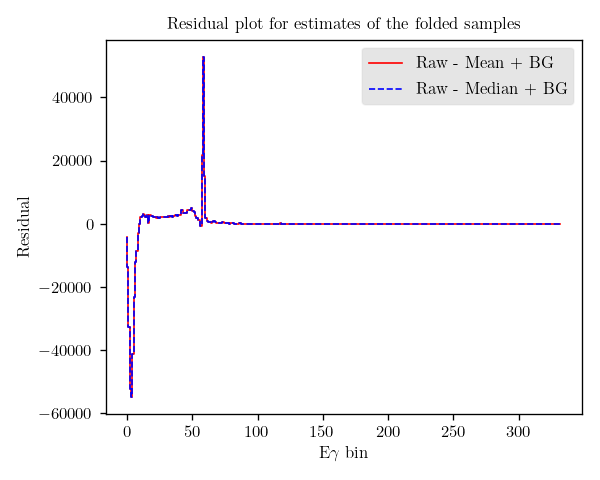 Residual plot for estimates of the folded samples
Raw - Mean + BG
Raw - Median + BG
40000
20000
0
−20000
−40000
−60000
Residual
0 50 100 150 200 250 300
Eγ bin